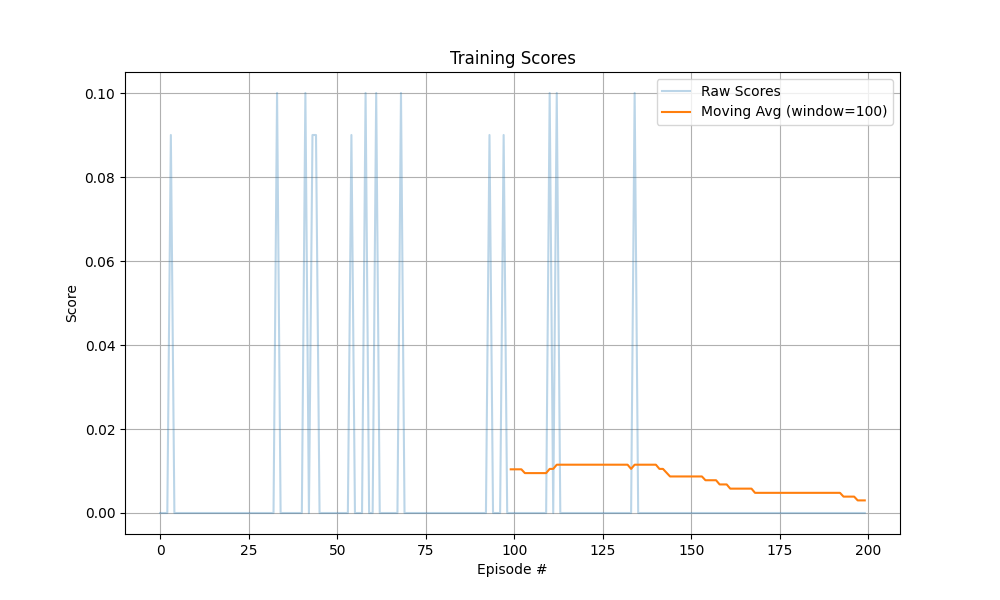 Training Scores
Raw Scores
Moving Avg (window=100)
0.10
0.08
0.06
0.04
0.02
0.00
Score
0 25 50 75 100 125 150 175 200
Episode #